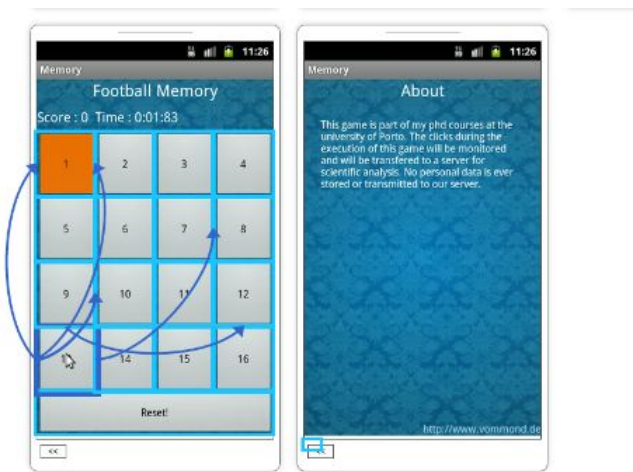 11:26
Memory
Football Memory
Score : 0 Time : 0:01:83
1 2 3 4
5 6 7 8
9 10 11 12
14 15 16
Reset!
<<
11:26
Memory
About
This game is part of my phd courses at the
university of Porto. The clicks during the
execution of this game will be monitored
and will be transfered to a server for
scientific analysis. No personal data is ever
stored or transmitted to our server.
http://www.vommond.de
<<